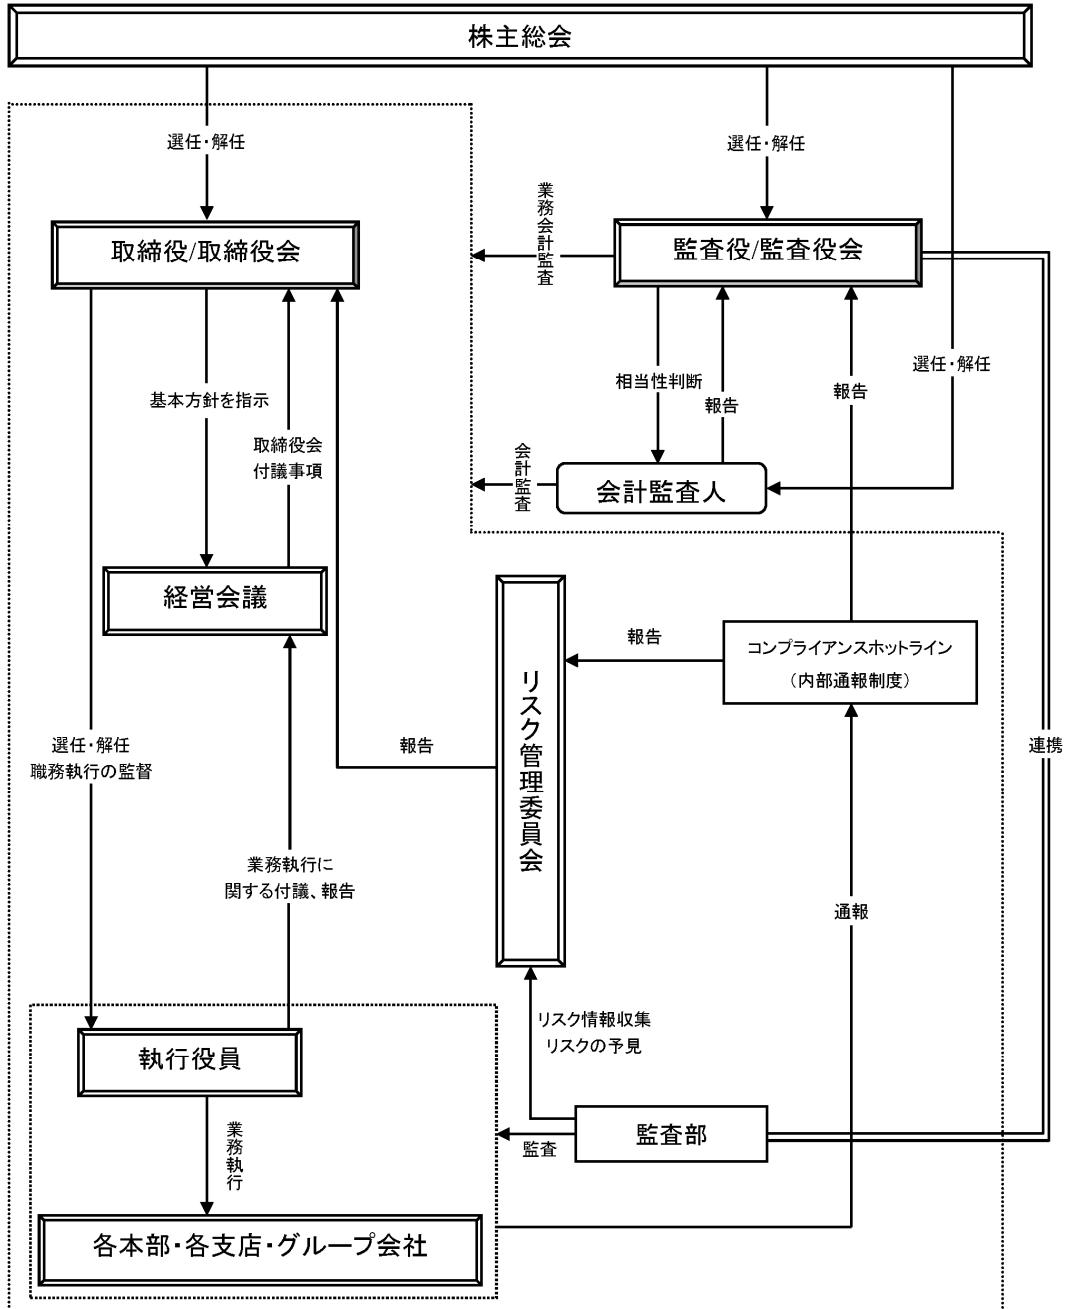 株主総会
選任・解任
選任・解任
業務会計監査
取締役/取締役会
監査役/監査役会
選任・解任
相当性判断
報告
報告
基本方針を指示
取締役会
付議事項
会計監査
会計監査人
経営会議
報告
コンプライアンスホットライン
（内部通報制度）
リスク管理委員会
選任・解任
職務執行の監督
報告
連携
業務執行に
関する付議、報告
通報
リスク情報収集
リスクの予見
執行役員
監査部
監査
業務執行
各本部・各支店・グループ会社